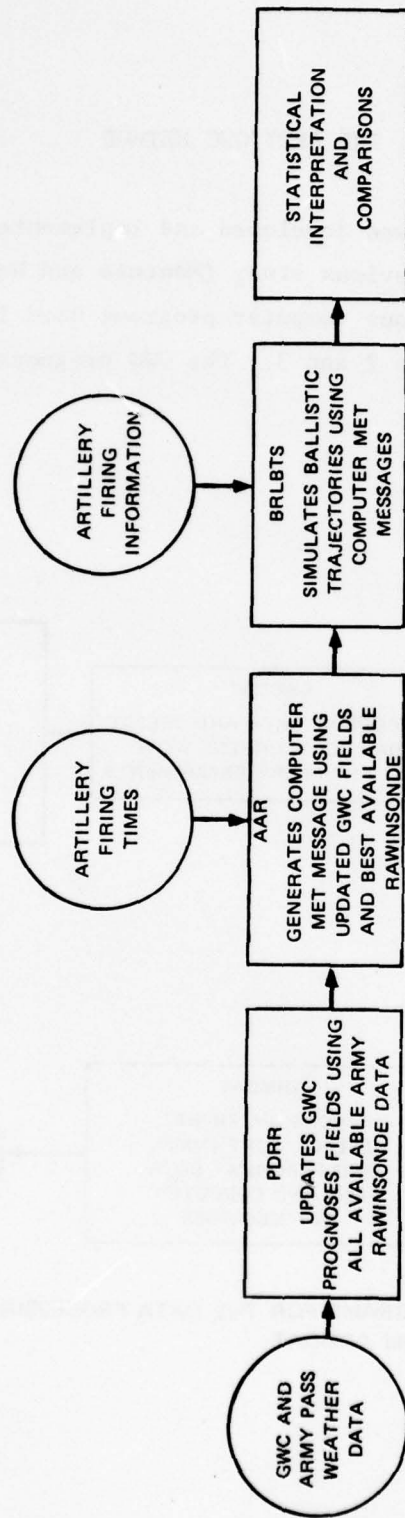 GWC AND
ARMY PASS
WEATHER
DATA
PDRR
UPDATES GWC
PROGNOSES FIELDS USING
ALL AVAILABLE ARMY
RAWINSONDE DATA
ARTILLERY
FIRING
TIMES
AAR
GENERATES COMPUTER
MET MESSAGE USING
UPDATED GWC FIELDS
AND BEST AVAILABLE
RAWINSONDE
ARTILLERY
FIRING
INFORMATION
BRLBTS
SIMULATES BALLISTIC
TRAJECTORIES USING
COMPUTER MET
MESSAGES
STATISTICAL
INTERPRETATION
AND
COMPARISONS